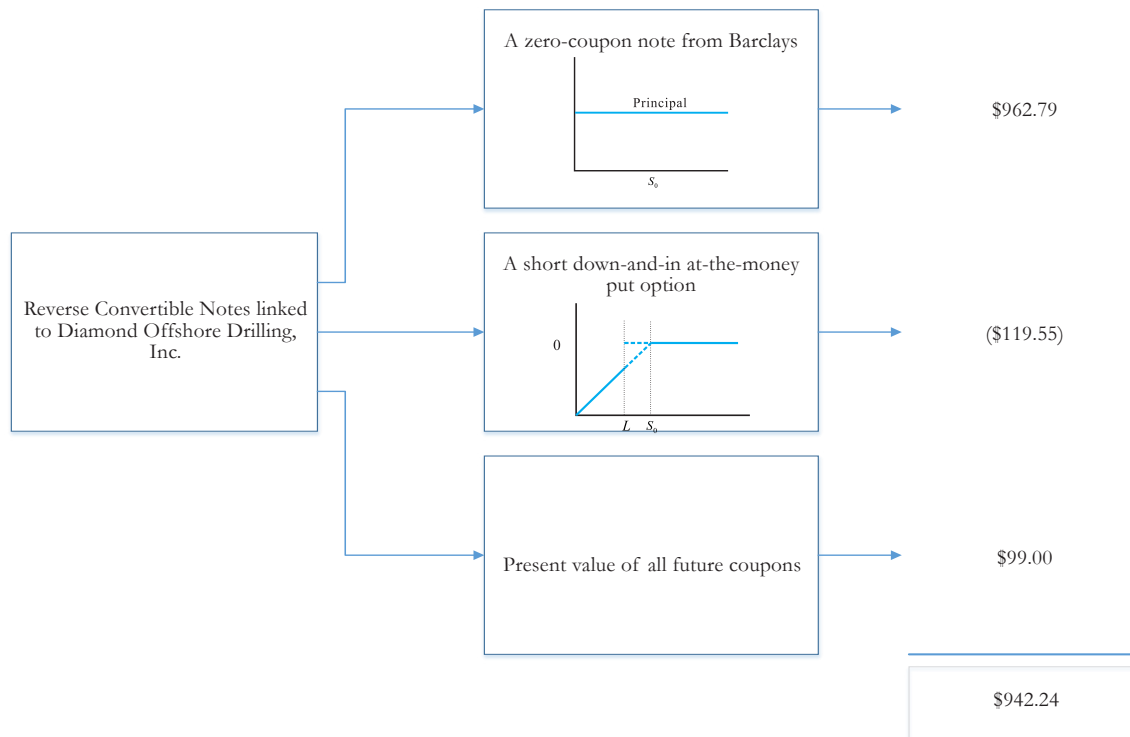 A zero-coupon note from Barclays
Principal
S₀
$962.79
Reverse Convertible Notes linked
to Diamond Offshore Drilling,
Inc.
A short down-and-in at-the-money
put option
0
L S₀
($119.55)
Present value of all future coupons
$99.00
$942.24